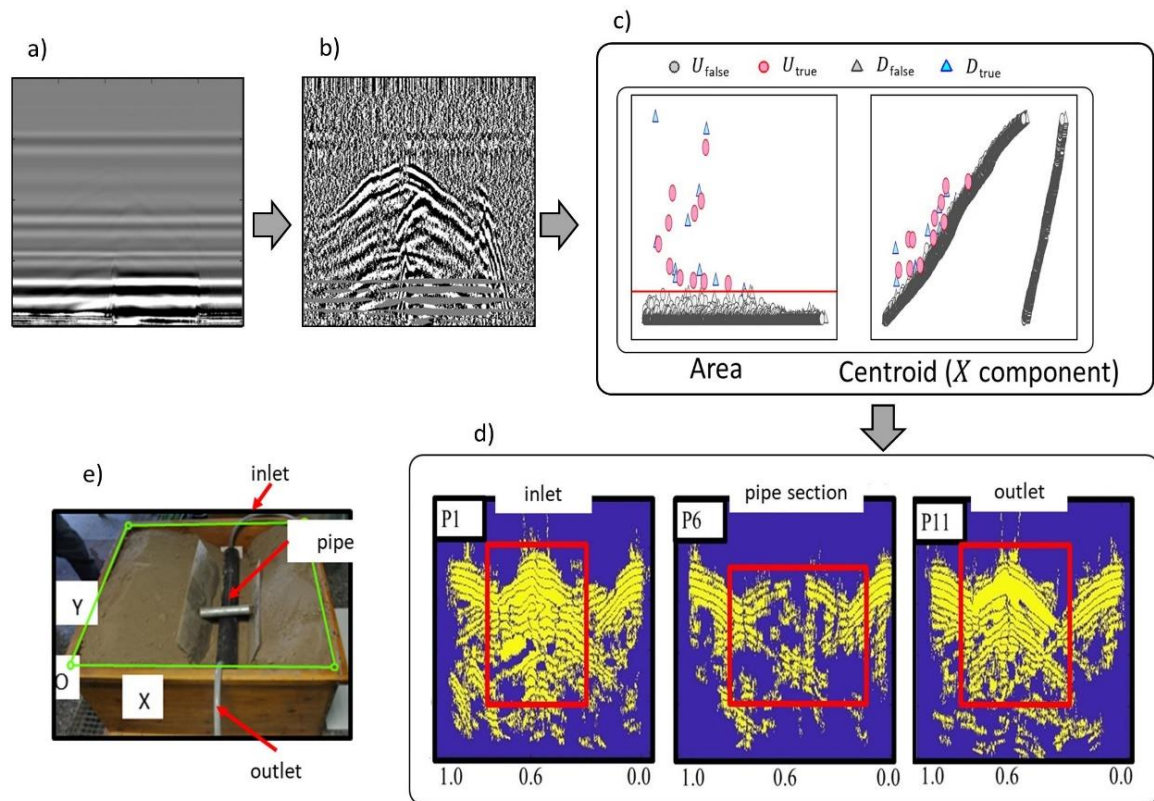 a)
b)
c)
U_false U_true D_false D_true
Area
Centroid (X component)
d)
inlet
pipe section
outlet
P1
P6
P11
1.0 0.6 0.0
1.0 0.6 0.0
1.0 0.6 0.0
e)
inlet
pipe
Y
O
X
outlet